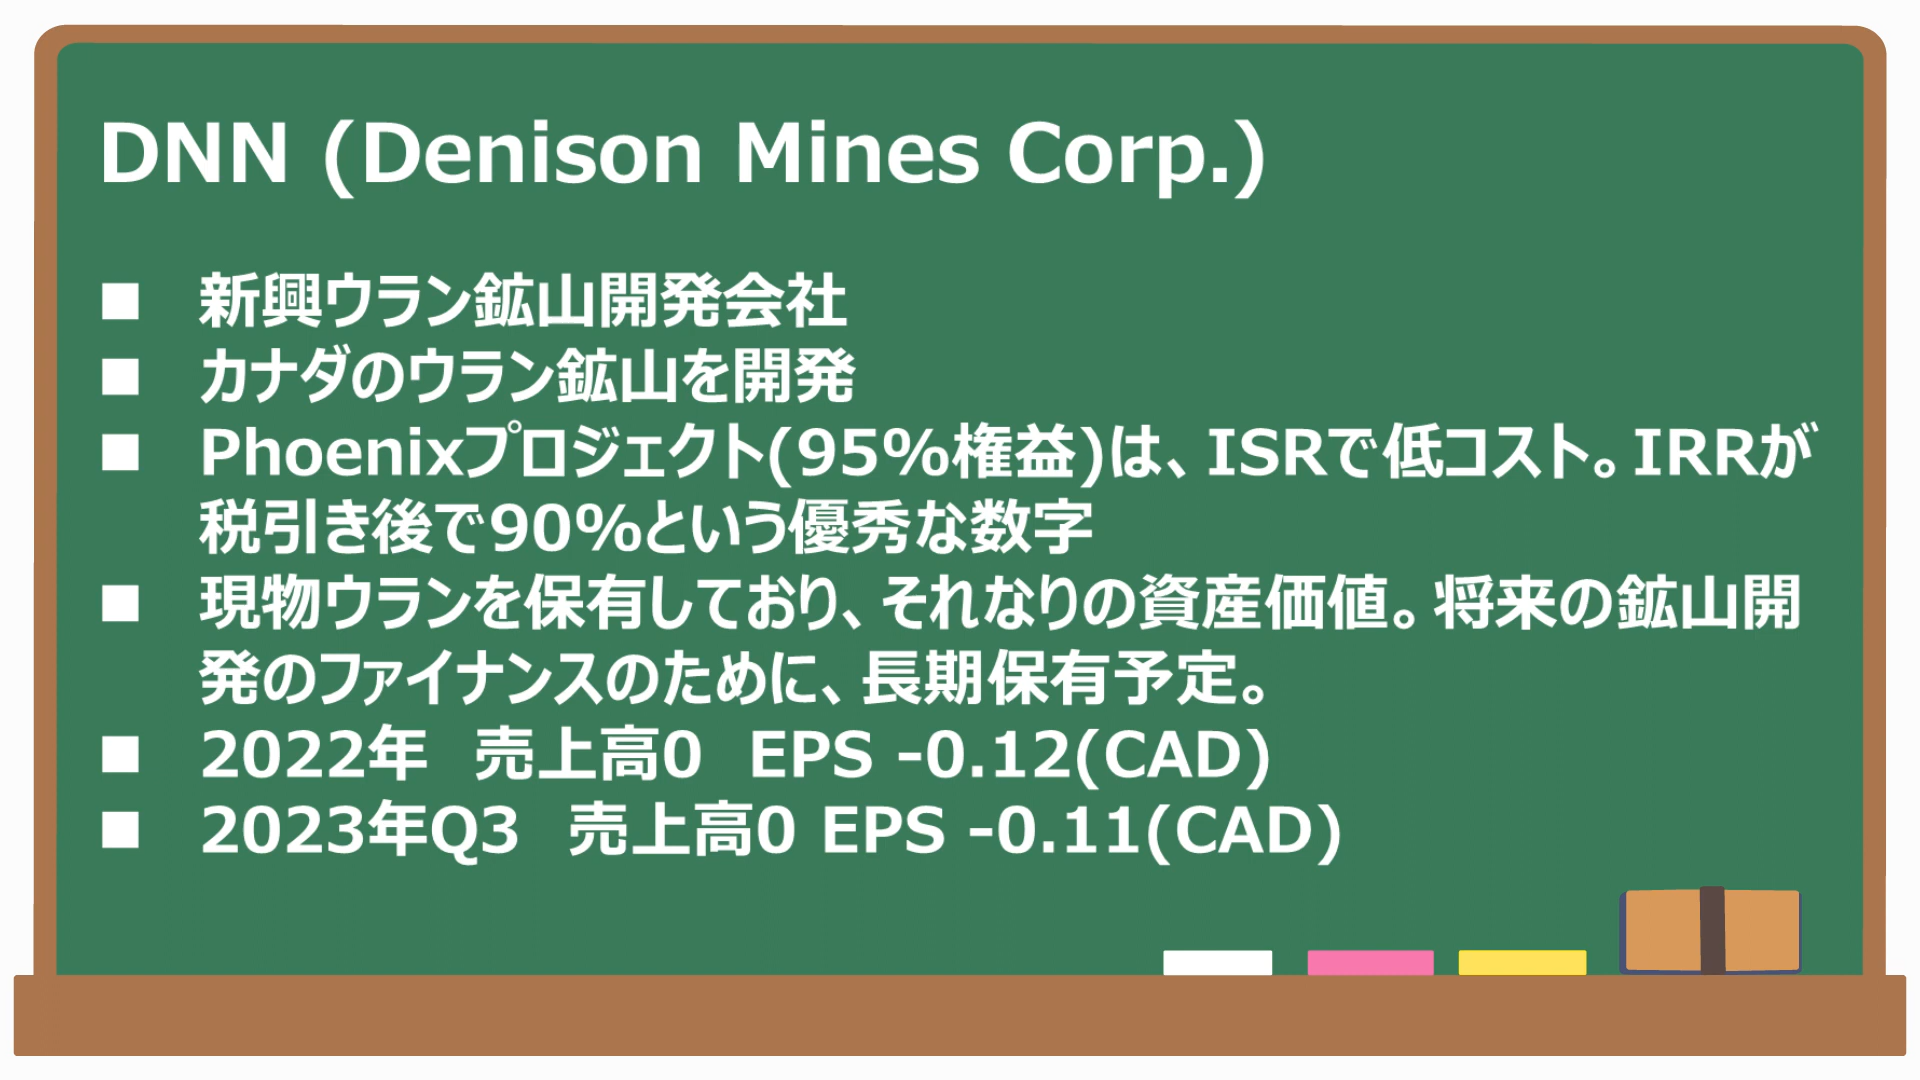 DNN (Denison Mines Corp.)
■ 新興ウラン鉱山開発会社
■ カナダのウラン鉱山を開発
■ Phoenixプロジェクト(95%権益)は、ISRで低コスト。IRRが
税引き後で90%という優秀な数字
■ 現物ウランを保有しており、それなりの資産価値。将来の鉱山開
発のファイナンスのために、長期保有予定。
■ 2022年　売上高0　EPS -0.12(CAD)
■ 2023年Q3　売上高0 EPS -0.11(CAD)